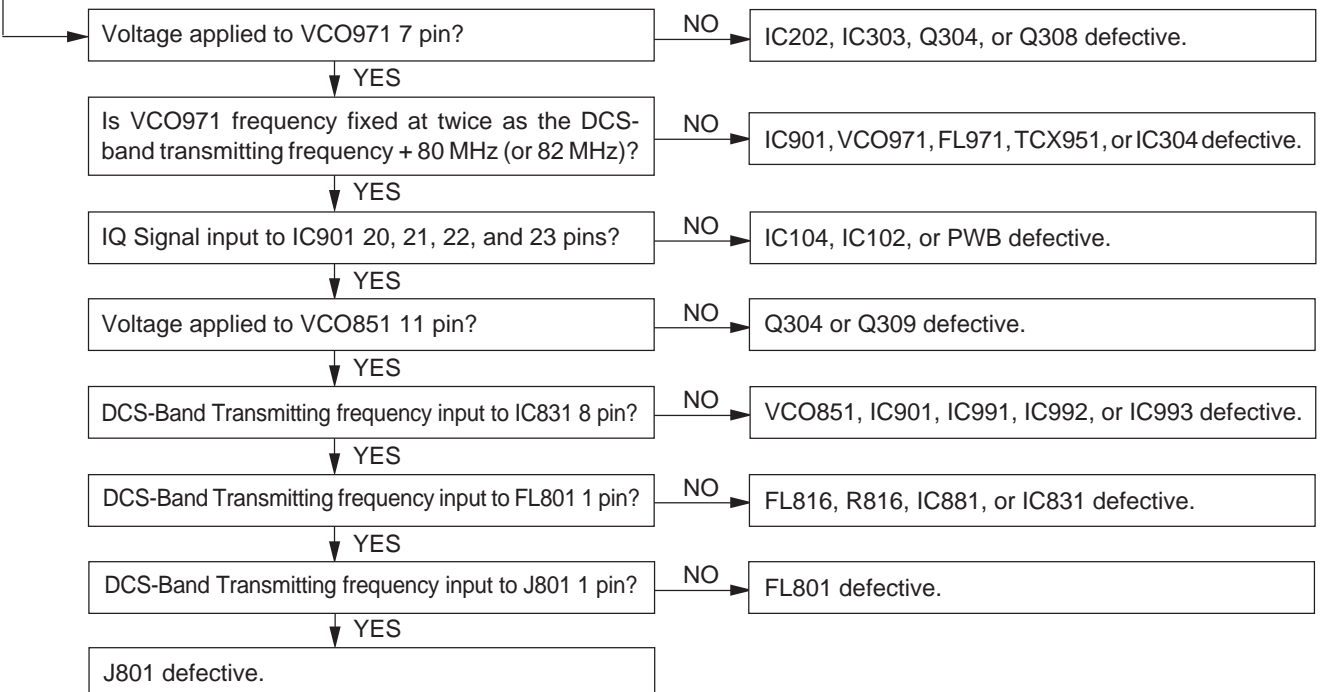 Voltage applied to VCO971 7 pin?
NO
IC202, IC303, Q304, or Q308 defective.
YES
Is VCO971 frequency fixed at twice as the DCS-
band transmitting frequency + 80 MHz (or 82 MHz)?
NO
IC901, VCO971, FL971, TCX951, or IC304 defective.
YES
IQ Signal input to IC901 20, 21, 22, and 23 pins?
NO
IC104, IC102, or PWB defective.
YES
Voltage applied to VCO851 11 pin?
NO
Q304 or Q309 defective.
YES
DCS-Band Transmitting frequency input to IC831 8 pin?
NO
VCO851, IC901, IC991, IC992, or IC993 defective.
YES
DCS-Band Transmitting frequency input to FL801 1 pin?
NO
FL816, R816, IC881, or IC831 defective.
YES
DCS-Band Transmitting frequency input to J801 1 pin?
NO
FL801 defective.
YES
J801 defective.